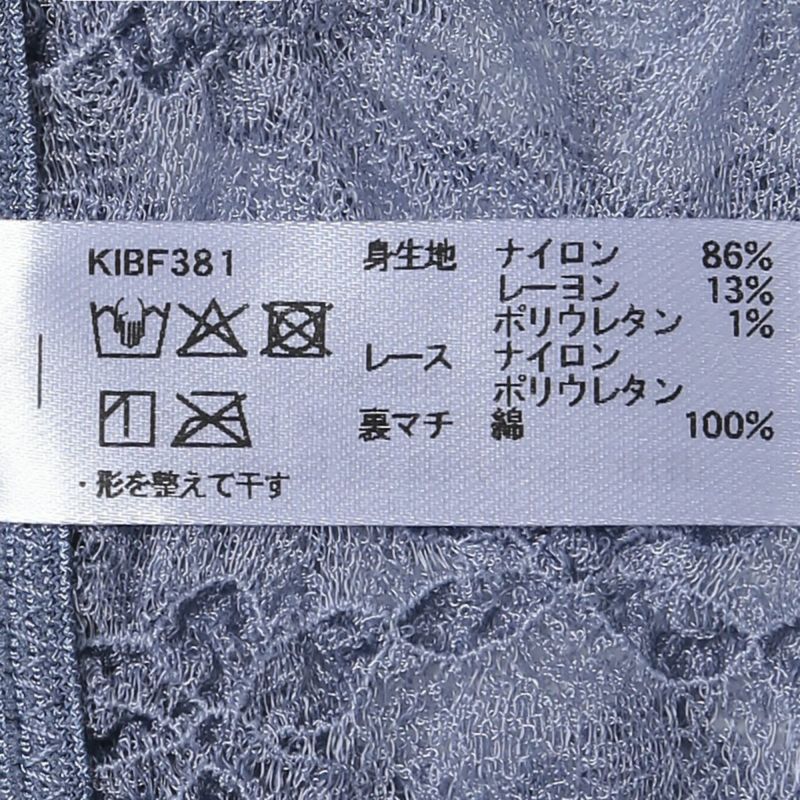 KIBF381
身生地 ナイロン 86%
レーヨン 13%
ポリウレタン 1%
レース ナイロン
ポリウレタン
裏マチ 綿 100%
・形を整えて干す